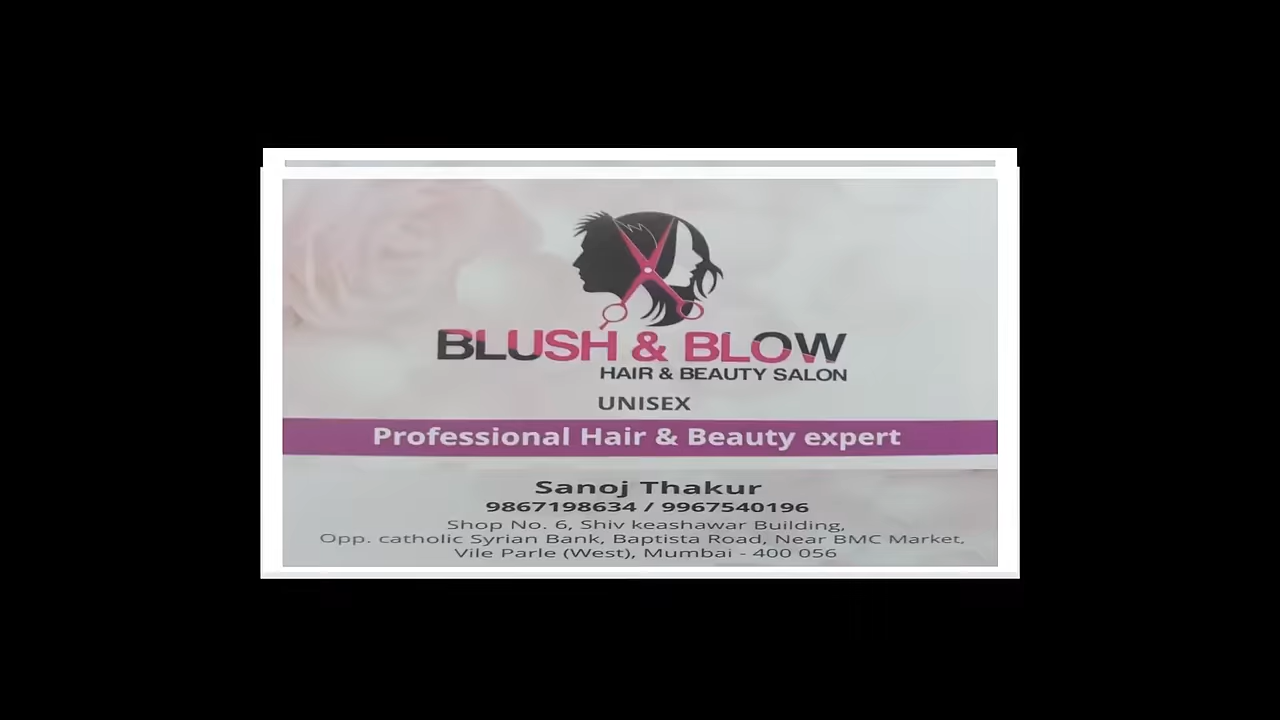 BLUSH & BLOW
HAIR & BEAUTY SALON
UNISEX
Professional Hair & Beauty expert
Sanoj Thakur
9867198634 / 9967540196
Shop No. 6, Shiv keashawar Building,
Opp. catholic Syrian Bank, Baptista Road, Near BMC Market,
Vile Parle (West), Mumbai - 400 056